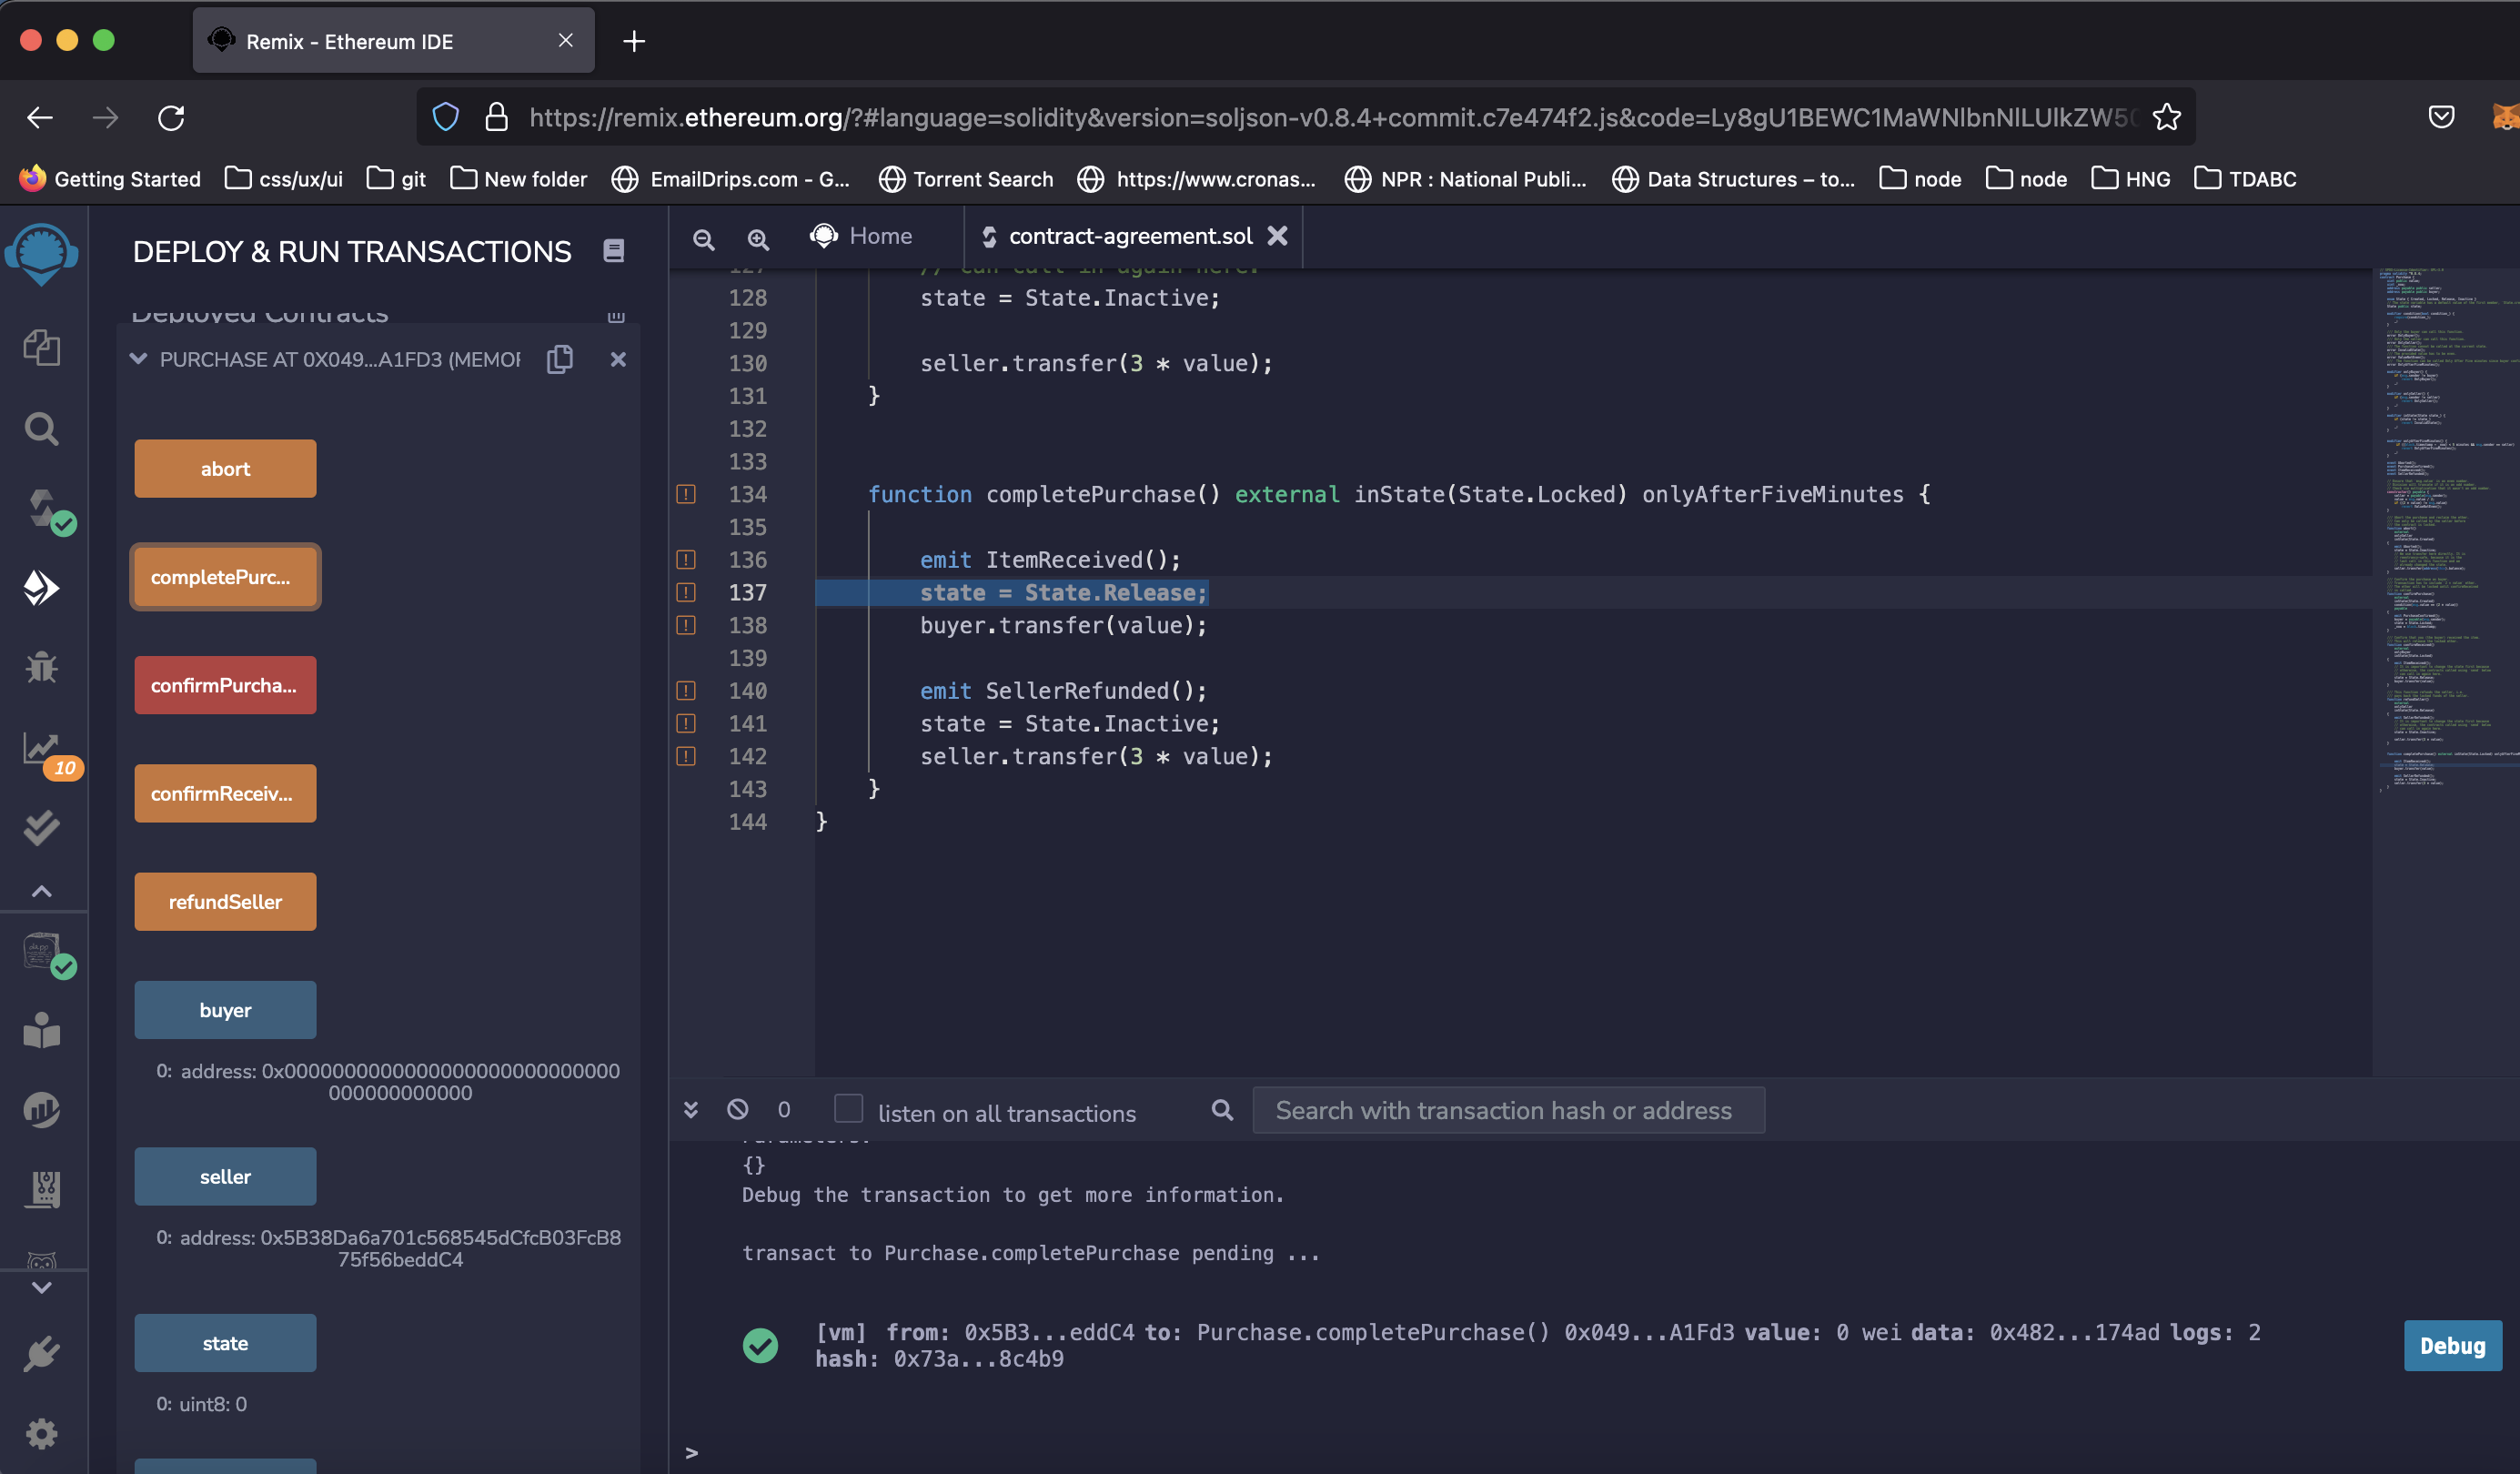 Remix - Ethereum IDE
https://remix.ethereum.org/?#language=solidity&version=soljson-v0.8.4+commit.c7e474f2.js&code=Ly8gU1BEWC1MaWNlbnNlLUlkZW50
Getting Started css/ux/ui git New folder EmailDrips.com - G... Torrent Search https://www.cronas... NPR : National Publi... Data Structures – to... node node HNG TDABC
DEPLOY & RUN TRANSACTIONS
Deployed Contracts
PURCHASE AT 0X049...A1FD3 (MEMOR
abort
completePurc...
confirmPurcha...
confirmReceiv...
refundSeller
buyer
0: address: 0x0000000000000000000000000000
000000000000
seller
0: address: 0x5B38Da6a701c568545dCfcB03FcB8
75f56beddC4
state
0: uint8: 0
10
Home contract-agreement.sol
127 // can call in again here.
128 state = State.Inactive;
129
130 seller.transfer(3 * value);
131 }
132
133
134 function completePurchase() external inState(State.Locked) onlyAfterFiveMinutes {
135
136 emit ItemReceived();
137 state = State.Release;
138 buyer.transfer(value);
139
140 emit SellerRefunded();
141 state = State.Inactive;
142 seller.transfer(3 * value);
143 }
144 }
0 listen on all transactions Search with transaction hash or address
Parameters:
{}
Debug the transaction to get more information.
transact to Purchase.completePurchase pending ...
[vm] from: 0x5B3...eddC4 to: Purchase.completePurchase() 0x049...A1Fd3 value: 0 wei data: 0x482...174ad logs: 2
hash: 0x73a...8c4b9
Debug
>